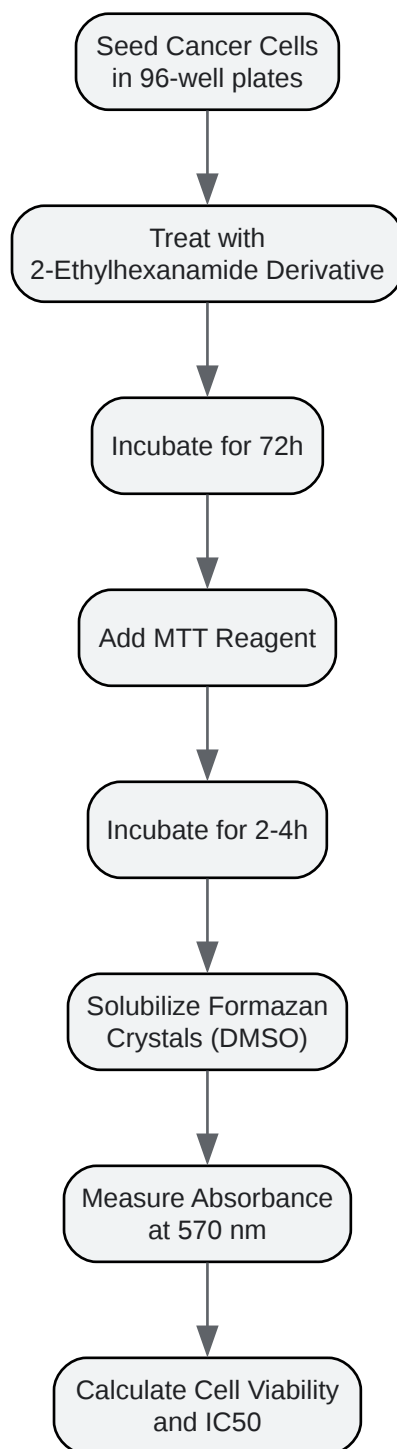 Seed Cancer Cells
in 96-well plates
Treat with
2-Ethylhexanamide Derivative
Incubate for 72h
Add MTT Reagent
Incubate for 2-4h
Solubilize Formazan
Crystals (DMSO)
Measure Absorbance
at 570 nm
Calculate Cell Viability
and IC50